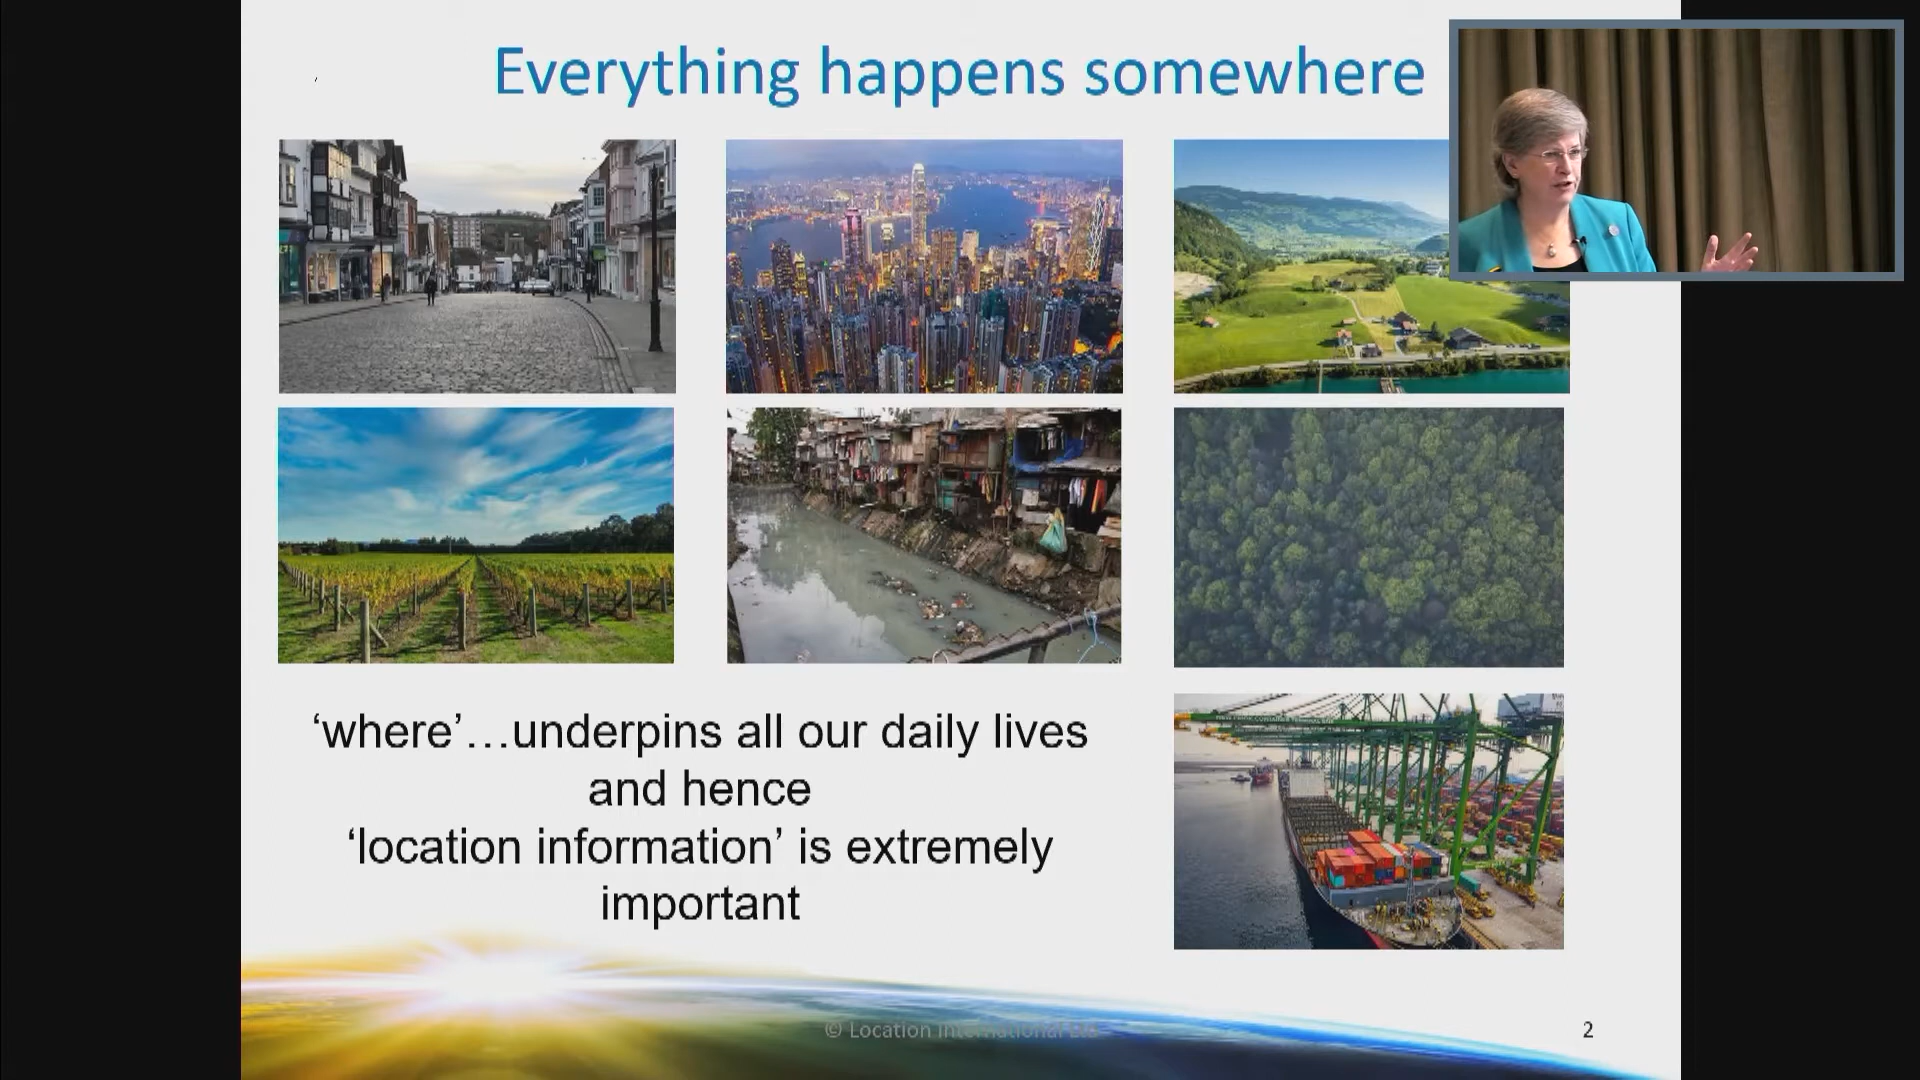 Everything happens somewhere
‘where’…underpins all our daily lives
and hence
‘location information’ is extremely
important
© Location International Ltd
2